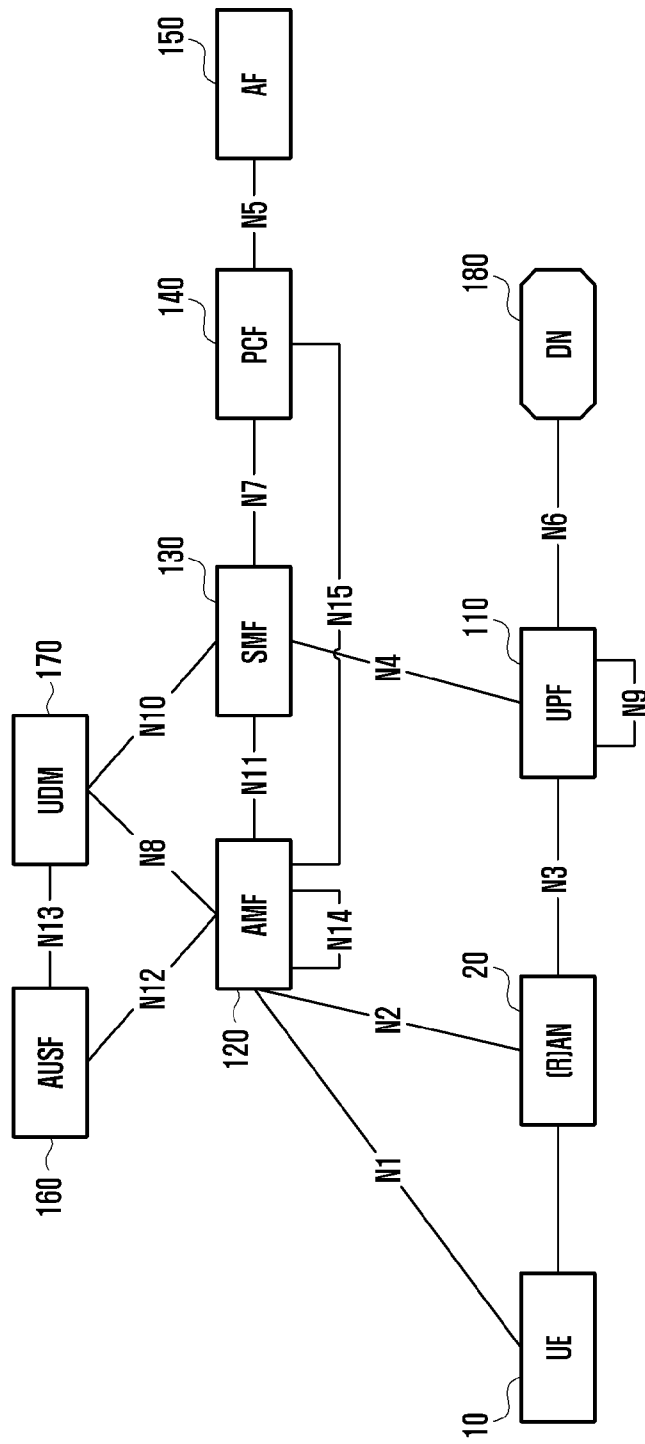 160
AUSF
N13
UDM
170
N12
N8
N10
120
AMF
N11
SMF
130
N7
PCF
140
N5
AF
150
N14
N15
N1
N2
N4
10
UE
(R)AN
20
N3
UPF
110
N6
DN
180
N9